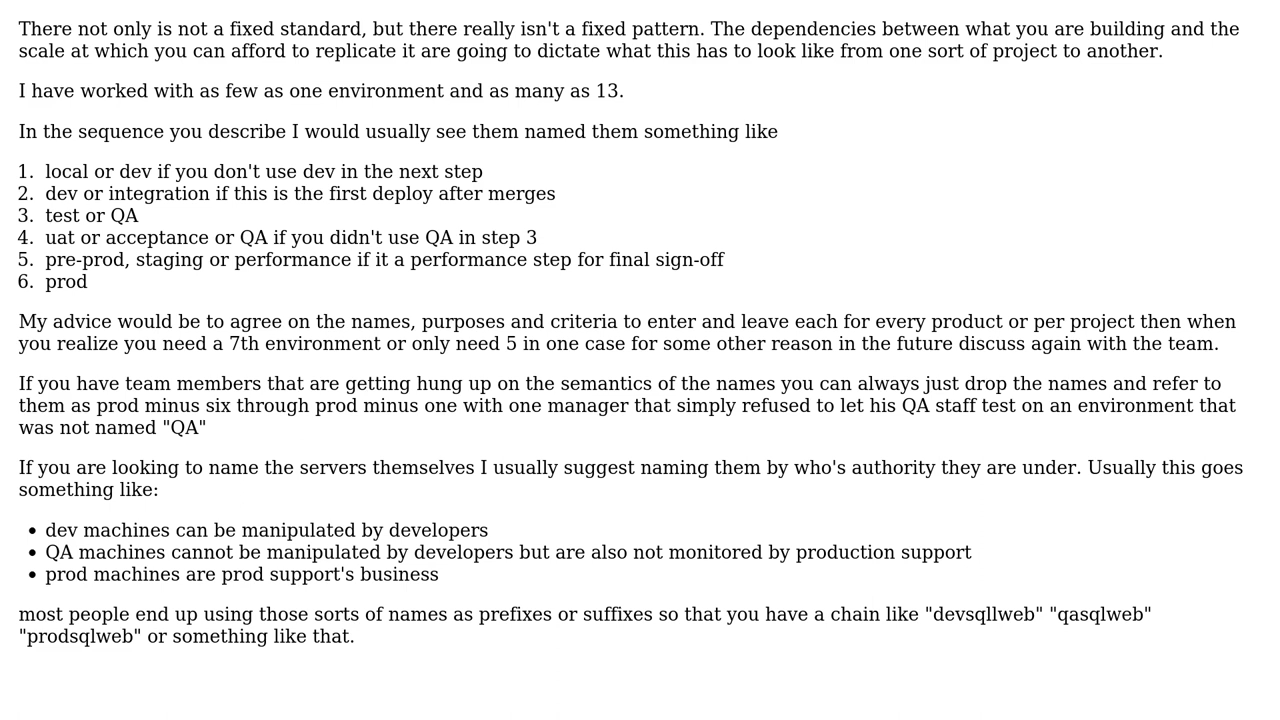 There not only is not a fixed standard, but there really isn't a fixed pattern. The dependencies between what you are building and the
scale at which you can afford to replicate it are going to dictate what this has to look like from one sort of project to another.
I have worked with as few as one environment and as many as 13.
In the sequence you describe I would usually see them named them something like
1. local or dev if you don't use dev in the next step
2. dev or integration if this is the first deploy after merges
3. test or QA
4. uat or acceptance or QA if you didn't use QA in step 3
5. pre-prod, staging or performance if it a performance step for final sign-off
6. prod
My advice would be to agree on the names, purposes and criteria to enter and leave each for every product or per project then when
you realize you need a 7th environment or only need 5 in one case for some other reason in the future discuss again with the team.
If you have team members that are getting hung up on the semantics of the names you can always just drop the names and refer to
them as prod minus six through prod minus one with one manager that simply refused to let his QA staff test on an environment that
was not named "QA"
If you are looking to name the servers themselves I usually suggest naming them by who's authority they are under. Usually this goes
something like:
• dev machines can be manipulated by developers
• QA machines cannot be manipulated by developers but are also not monitored by production support
• prod machines are prod support's business
most people end up using those sorts of names as prefixes or suffixes so that you have a chain like "devsqllweb" "qasqlweb"
"prodsqlweb" or something like that.